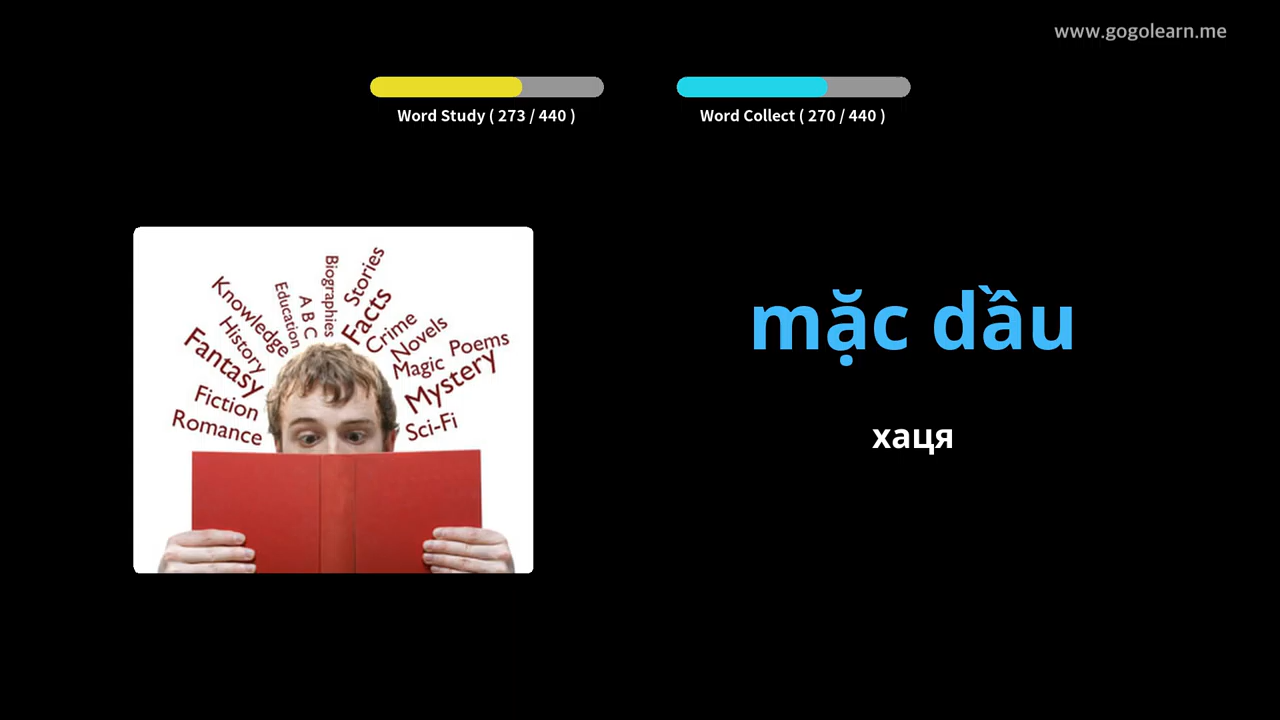 www.gogolearn.me
Word Study ( 273 / 440 )
Word Collect ( 270 / 440 )
Biographies
Stories
Education
A B C
Facts
Knowledge
Crime
History
Novels
Fantasy
Magic
Poems
Mystery
Fiction
Romance
Sci-Fi
mặc dầu
хаця